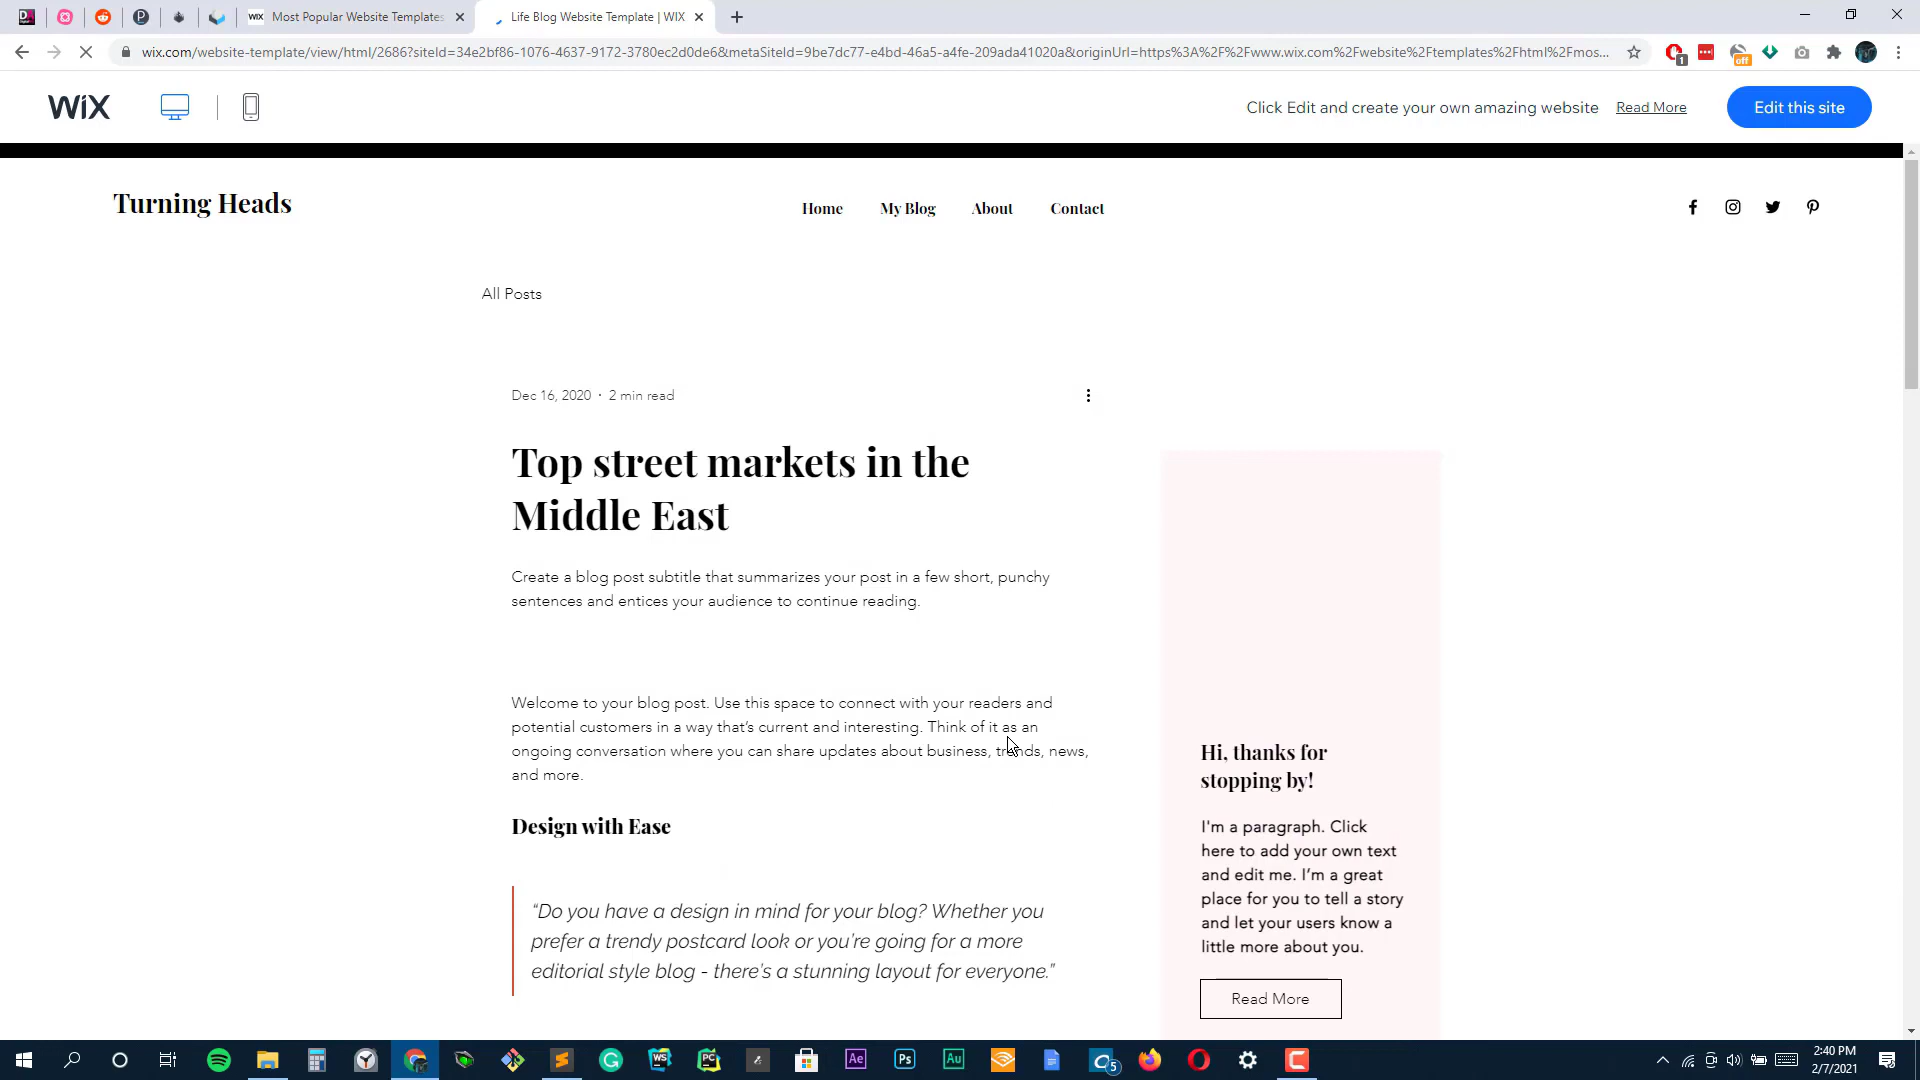 WIX Most Popular Website Templates
Life Blog Website Template | WIX
wix.com/website-template/view/html/2686?siteId=34e2bf86-1076-4637-9172-3780ec2d0de6&metaSiteId=9be7dc77-e4bd-46a5-a4fe-209ada41020a&originUrl=https%3A%2F%2Fwww.wix.com%2Fwebsite%2Ftemplates%2Fhtml%2Fmos...
1
off
WiX
Click Edit and create your own amazing website
Read More
Edit this site
Turning Heads
Home
My Blog
About
Contact
All Posts
Dec 16, 2020 · 2 min read
Top street markets in the
Middle East
Create a blog post subtitle that summarizes your post in a few short, punchy
sentences and entices your audience to continue reading.
Welcome to your blog post. Use this space to connect with your readers and
potential customers in a way that’s current and interesting. Think of it as an
ongoing conversation where you can share updates about business, trends, news,
and more.
Design with Ease
“Do you have a design in mind for your blog? Whether you
prefer a trendy postcard look or you’re going for a more
editorial style blog - there’s a stunning layout for everyone.”
Hi, thanks for
stopping by!
I'm a paragraph. Click
here to add your own text
and edit me. I’m a great
place for you to tell a story
and let your users know a
little more about you.
Read More
WS
PC
Ae
Ps
Au
5
2:40 PM
2/7/2021